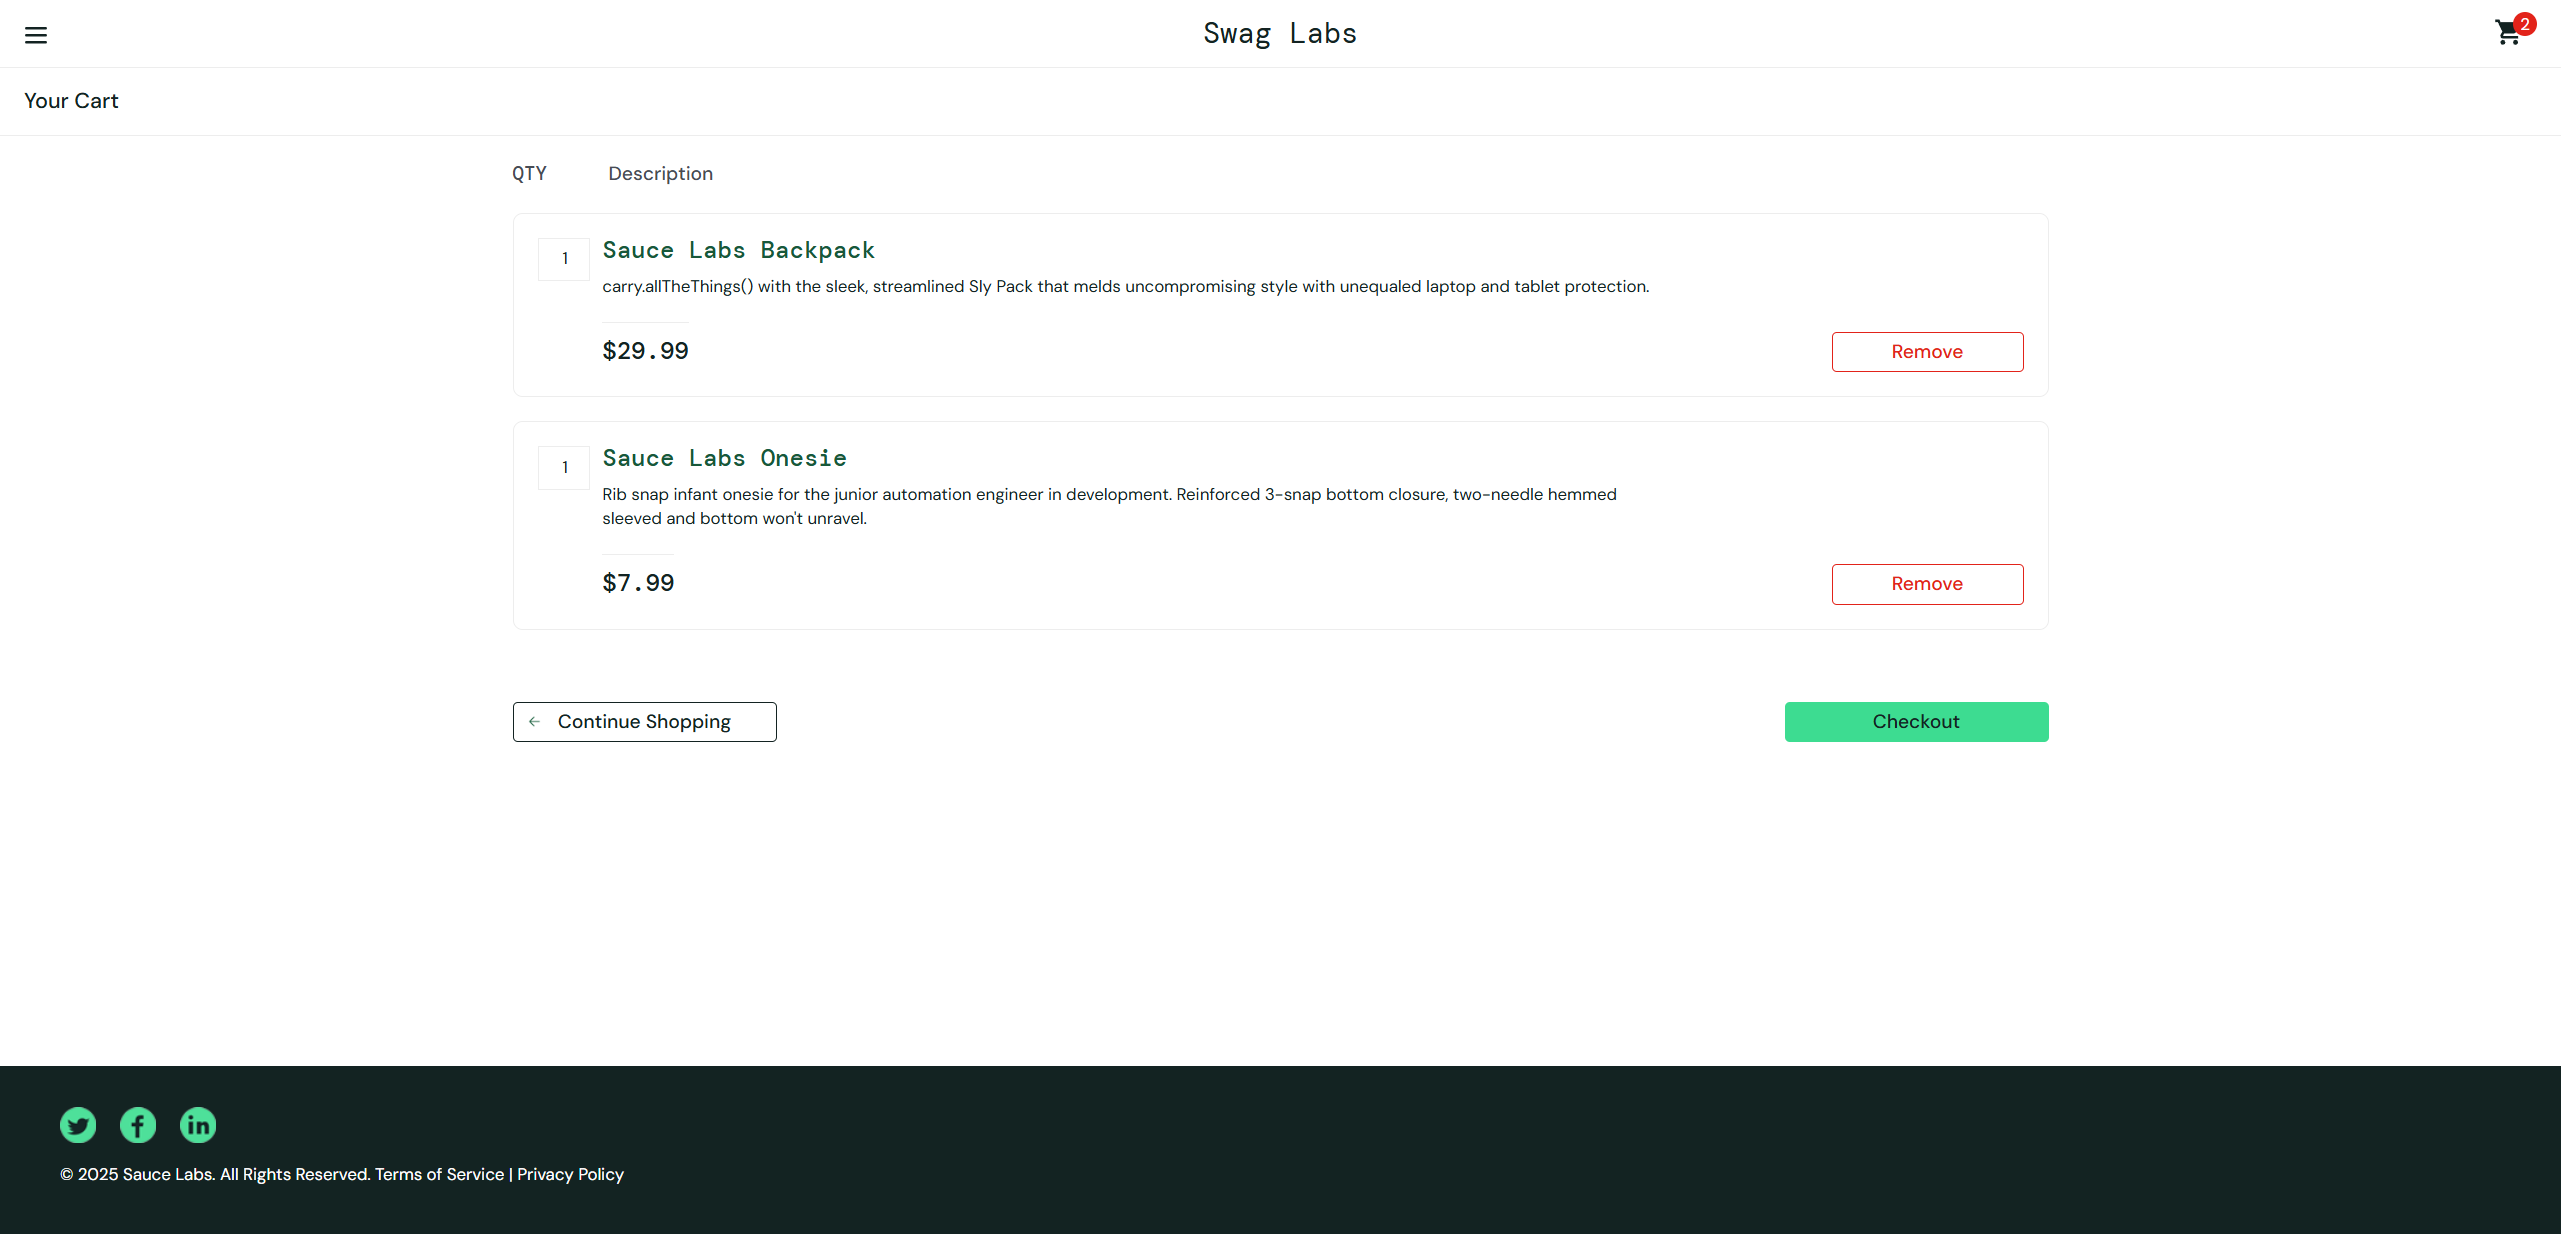 Swag Labs
2
Your Cart
QTY Description
1 Sauce Labs Backpack
carry.allTheThings() with the sleek, streamlined Sly Pack that melds uncompromising style with unequaled laptop and tablet protection.
$29.99 Remove
1 Sauce Labs Onesie
Rib snap infant onesie for the junior automation engineer in development. Reinforced 3-snap bottom closure, two-needle hemmed
sleeved and bottom won't unravel.
$7.99 Remove
Continue Shopping Checkout
© 2025 Sauce Labs. All Rights Reserved. Terms of Service | Privacy Policy